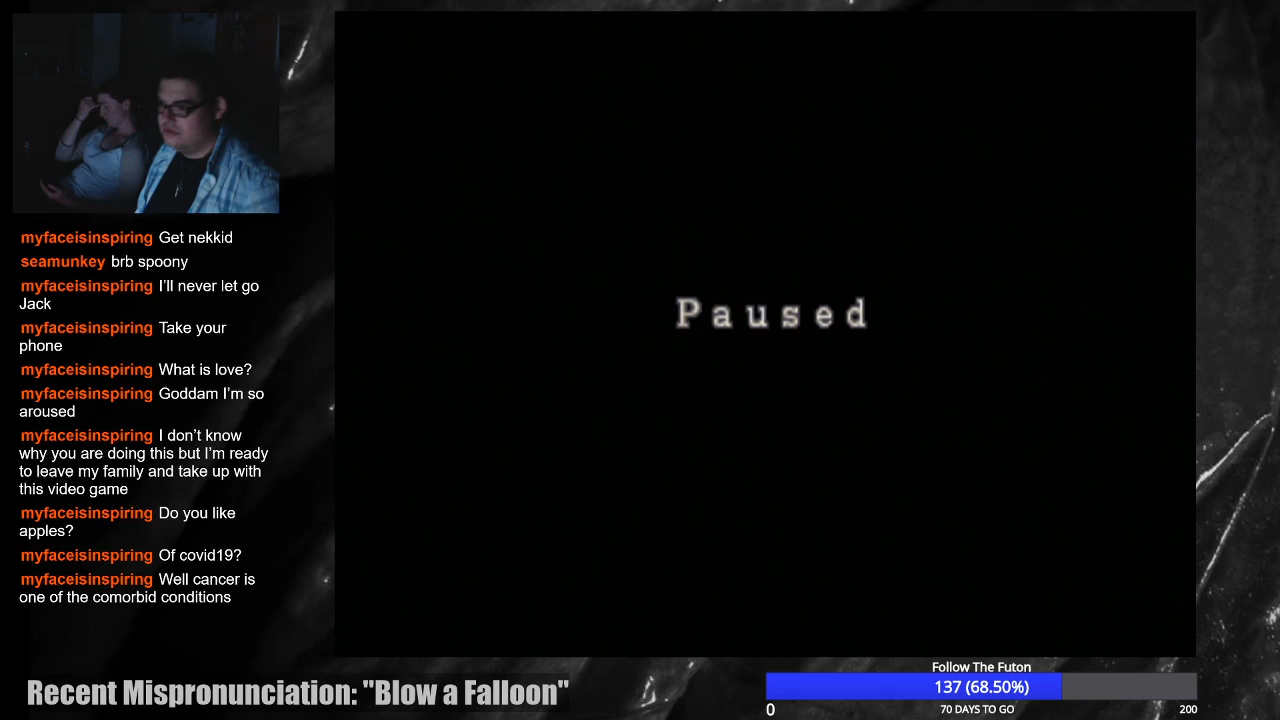 myfaceisinspiring Get nekkid
seamunkey brb spoony
myfaceisinspiring I'll never let go
Jack
myfaceisinspiring Take your
phone
myfaceisinspiring What is love?
myfaceisinspiring Goddam I'm so
aroused
myfaceisinspiring I don't know
why you are doing this but I'm ready
to leave my family and take up with
this video game
myfaceisinspiring Do you like
apples?
myfaceisinspiring Of covid19?
myfaceisinspiring Well cancer is
one of the comorbid conditions
Paused
Recent Mispronunciation: "Blow a Falloon"
Follow The Futon
137 (68.50%)
0 70 DAYS TO GO 200